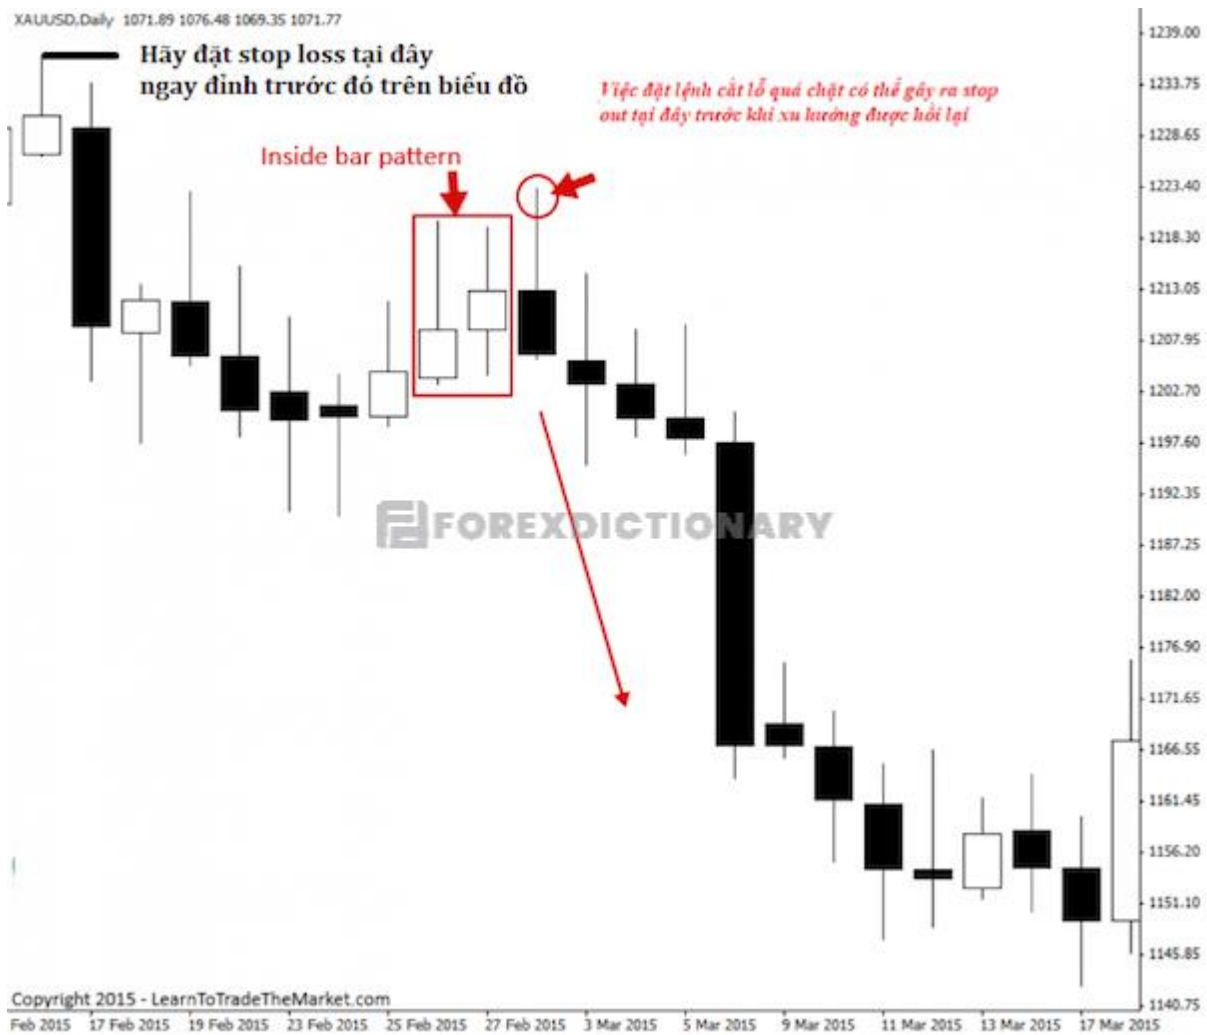 XAUUSD,Daily 1071.89 1076.48 1069.35 1071.77
Hãy đặt stop loss tại đây
ngay đỉnh trước đó trên biểu đồ
Việc đặt lệnh cắt lỗ quá chặt có thể gây ra stop
out tại đây trước khi xu hướng được hồi lại
Inside bar pattern
FOREXDICTIONARY
1239.00
1233.75
1228.65
1223.40
1218.30
1213.05
1207.95
1202.70
1197.60
1192.35
1187.25
1182.00
1176.90
1171.65
1166.55
1161.45
1156.20
1151.10
1145.85
1140.75
Copyright 2015 - LearnToTradeTheMarket.com
Feb 2015 17 Feb 2015 19 Feb 2015 23 Feb 2015 25 Feb 2015 27 Feb 2015 3 Mar 2015 5 Mar 2015 9 Mar 2015 11 Mar 2015 13 Mar 2015 17 Mar 2015